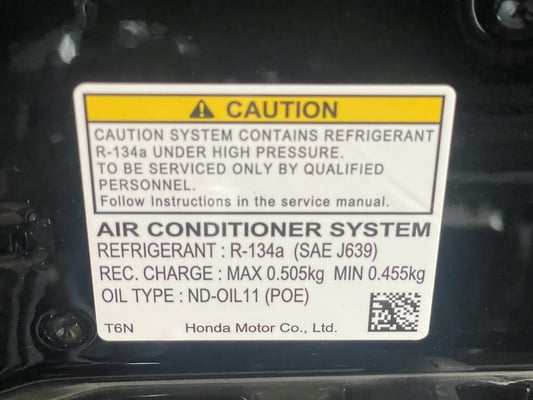 ⚠ CAUTION
CAUTION SYSTEM CONTAINS REFRIGERANT
R-134a UNDER HIGH PRESSURE.
TO BE SERVICED ONLY BY QUALIFIED
PERSONNEL.
Follow Instructions in the service manual.
AIR CONDITIONER SYSTEM
REFRIGERANT : R-134a (SAE J639)
REC. CHARGE : MAX 0.505kg MIN 0.455kg
OIL TYPE : ND-OIL11 (POE)
T6N Honda Motor Co., Ltd.